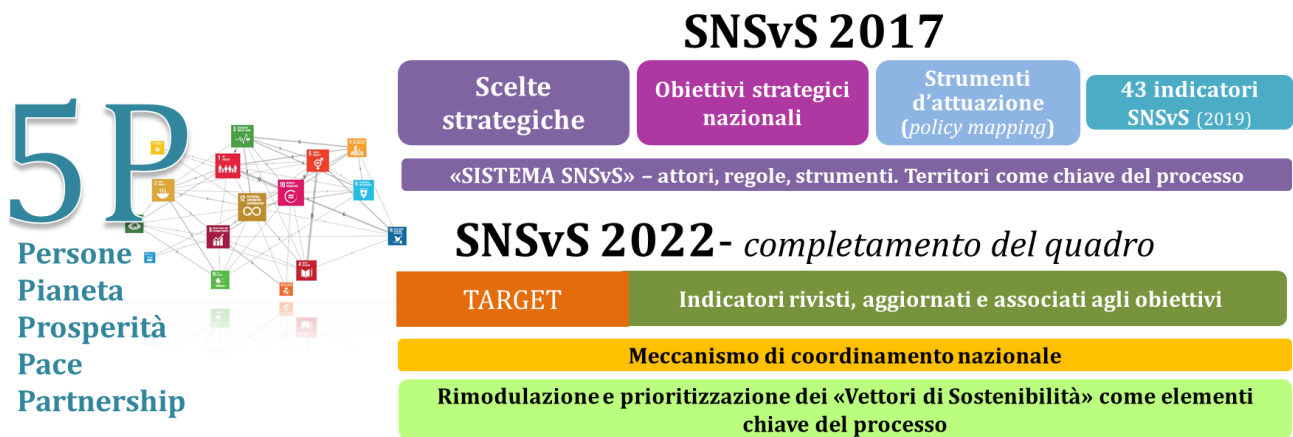 5P
Persone
Pianeta
Prosperità
Pace
Partnership
SNSvS 2017
Scelte
strategiche
Obiettivi strategici
nazionali
Strumenti
d'attuazione
(policy mapping)
43 indicatori
SNSvS (2019)
«SISTEMA SNSvS» – attori, regole, strumenti. Territori come chiave del processo
SNSvS 2022- completamento del quadro
TARGET
Indicatori rivisti, aggiornati e associati agli obiettivi
Meccanismo di coordinamento nazionale
Rimodulazione e prioritizzazione dei «Vettori di Sostenibilità» come elementi
chiave del processo